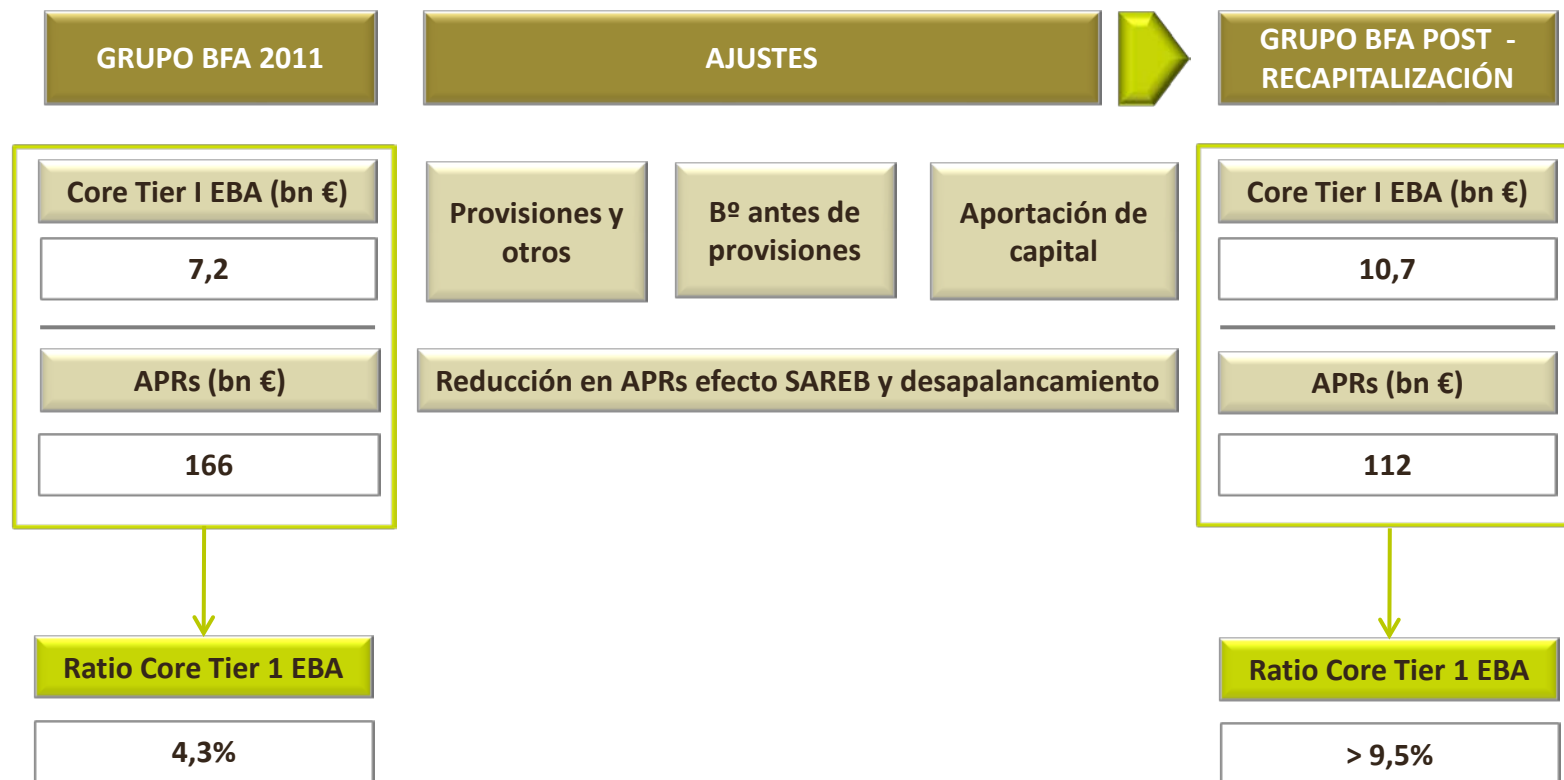 GRUPO BFA 2011
AJUSTES
GRUPO BFA POST -
RECAPITALIZACIÓN
Core Tier I EBA (bn €)
7,2
APRs (bn €)
166
Provisiones y
otros
Bº antes de
provisiones
Aportación de
capital
Reducción en APRs efecto SAREB y desapalancamiento
Core Tier I EBA (bn €)
10,7
APRs (bn €)
112
Ratio Core Tier 1 EBA
4,3%
Ratio Core Tier 1 EBA
> 9,5%